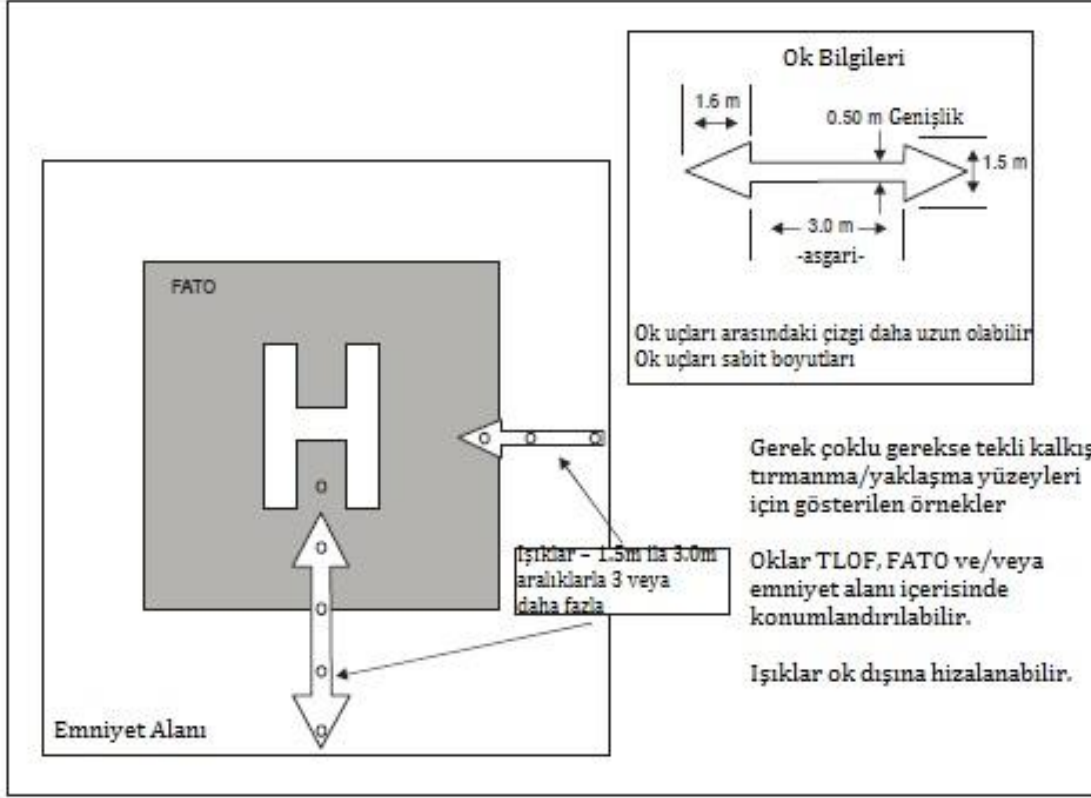 Ok Bilgileri
1.6 m
0.50 m Genişlik
1.5 m
3.0 m
-asgari-
Ok uçları arasındaki çizgi daha uzun olabilir
Ok uçları sabit boyutları
FATO
H
Gerek çoklu gerekse tekli kalkış
tırmanma/yaklaşma yüzeyleri
için gösterilen örnekler
Işıklar – 1.5m ila 3.0m
aralıklarla 3 veya
daha fazla
Oklar TLOF, FATO ve/veya
emniyet alanı içerisinde
konumlandırılabilir.
Işıklar ok dışına hizalanabilir.
Emniyet Alanı